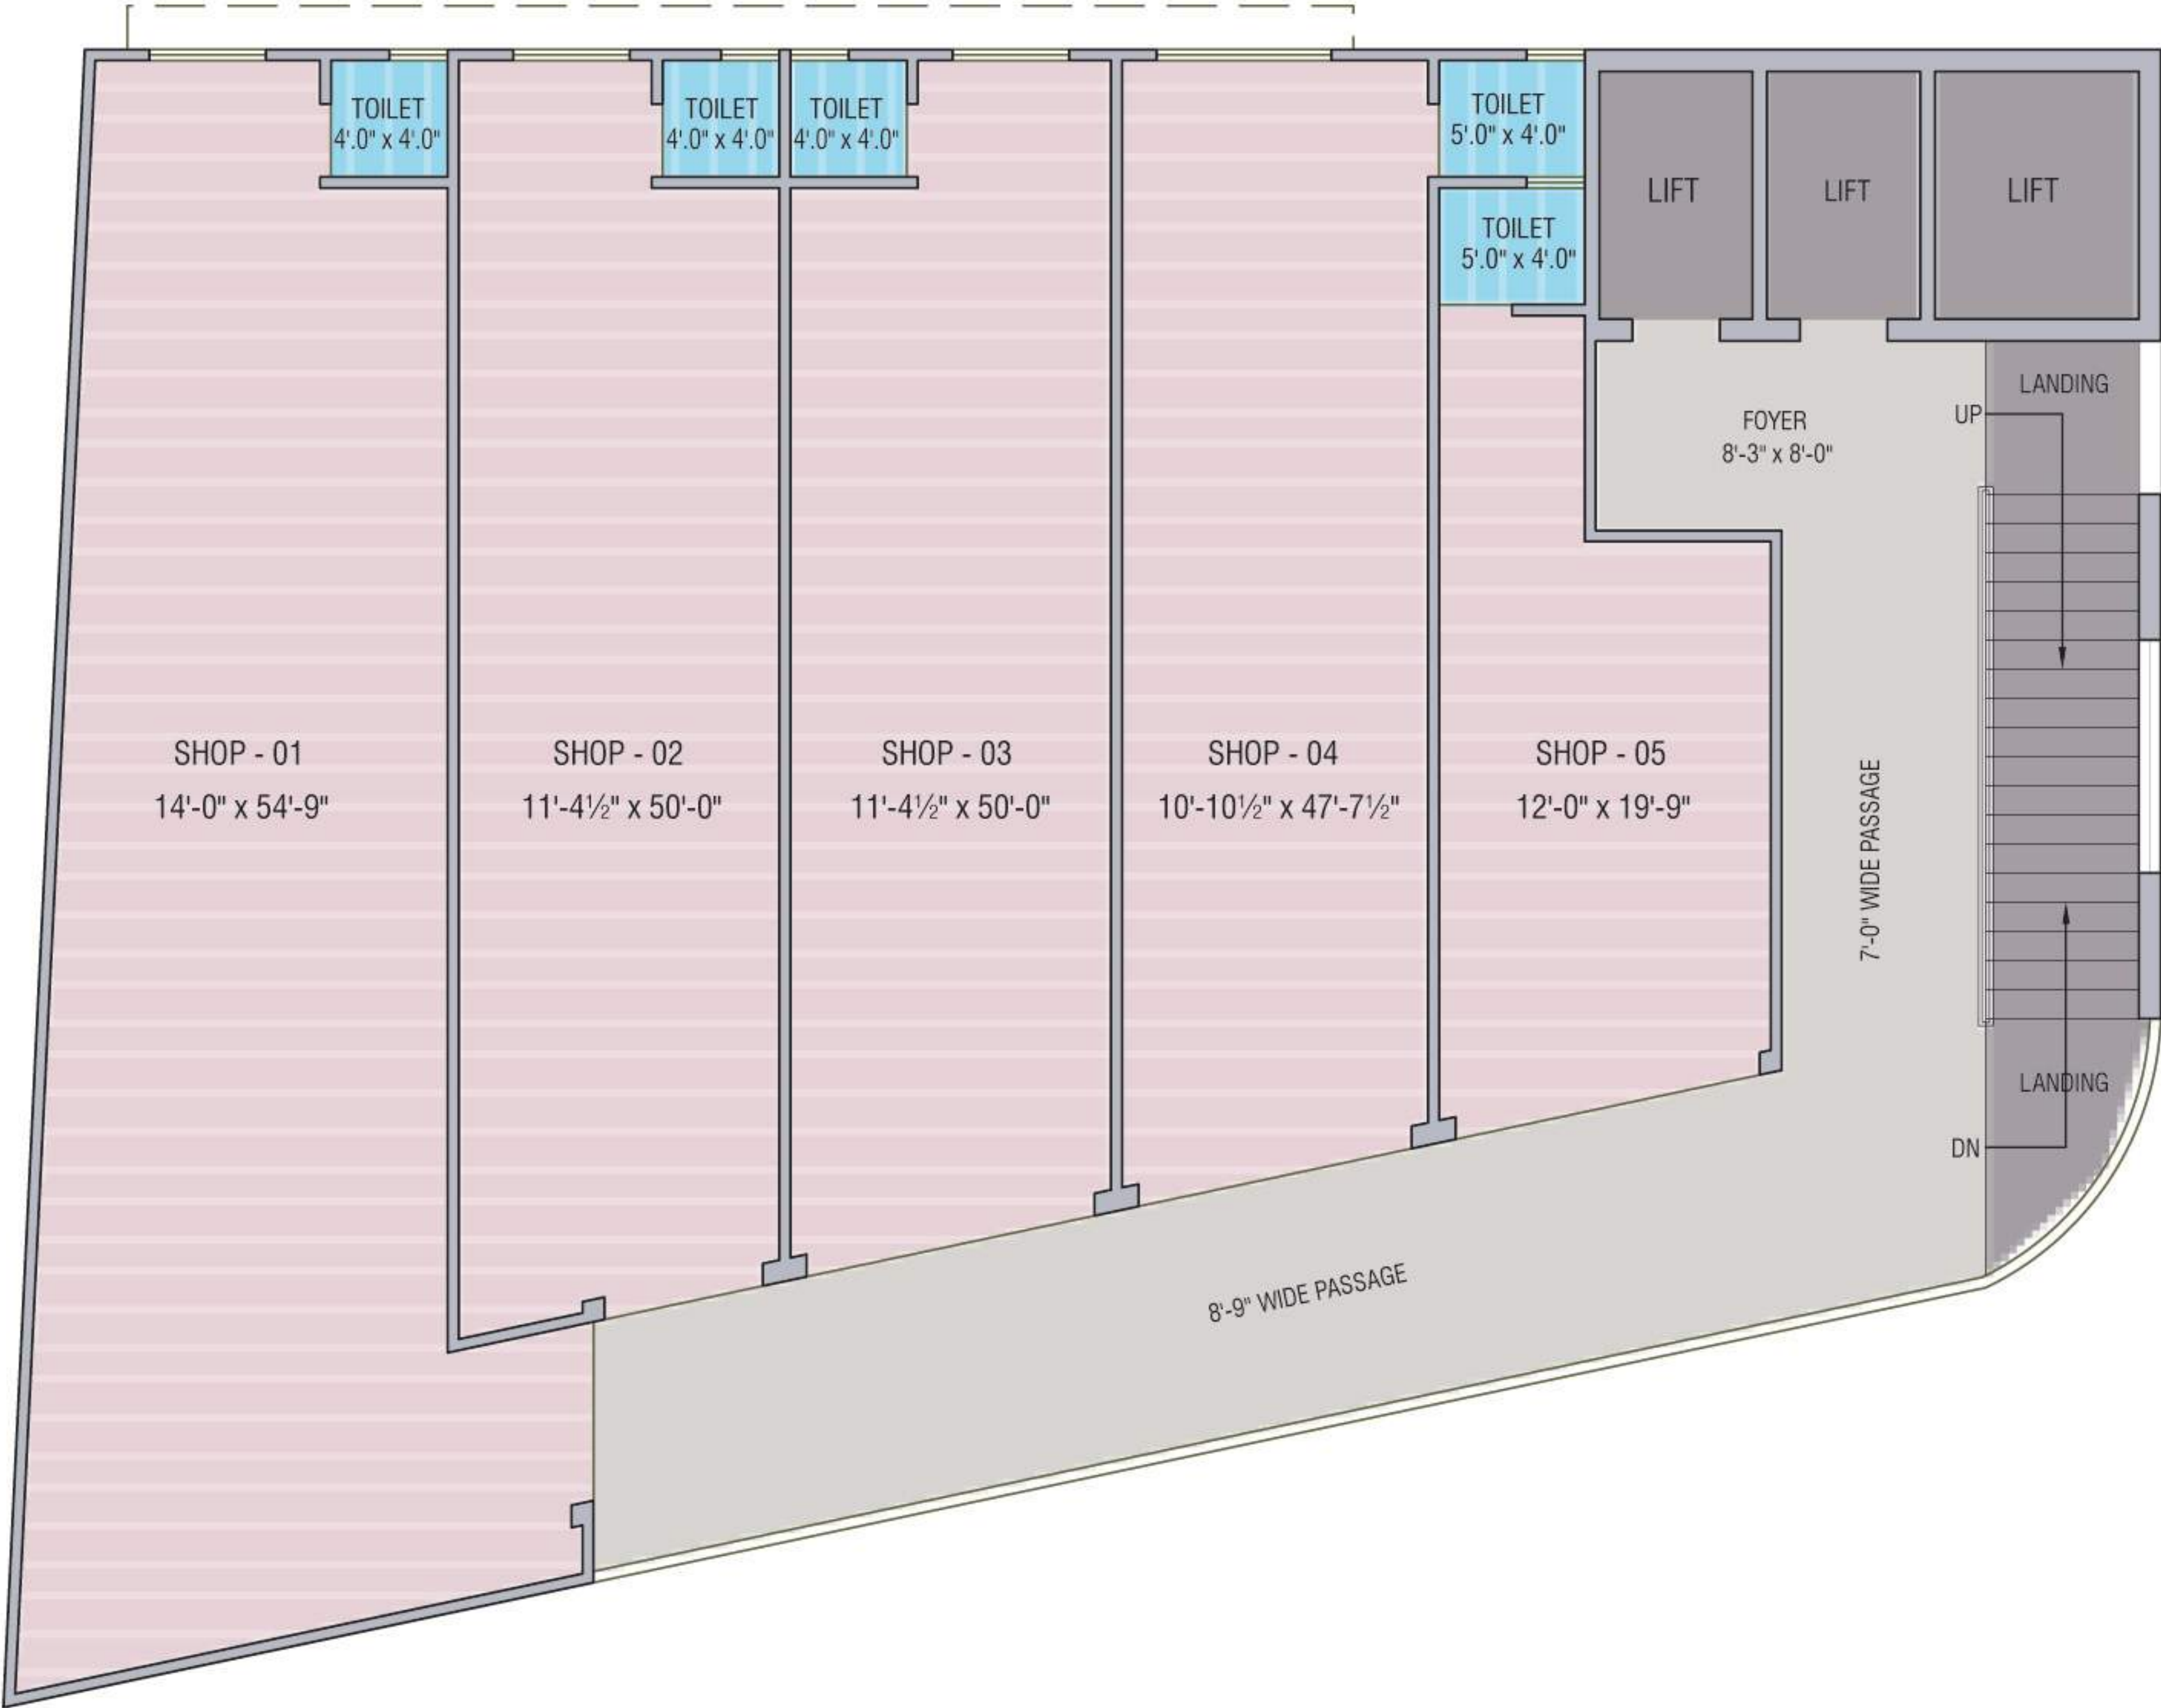 TOILET
4'.0" x 4'.0"
TOILET
4'.0" x 4'.0"
TOILET
4'.0" x 4'.0"
TOILET
5'.0" x 4'.0"
TOILET
5'.0" x 4'.0"
LIFT
LIFT
LIFT
LANDING
UP
FOYER
8'-3" x 8'-0"
SHOP - 01
14'-0" x 54'-9"
SHOP - 02
11'-4½" x 50'-0"
SHOP - 03
11'-4½" x 50'-0"
SHOP - 04
10'-10½" x 47'-7½"
SHOP - 05
12'-0" x 19'-9"
7'-0" WIDE PASSAGE
LANDING
DN
8'-9" WIDE PASSAGE